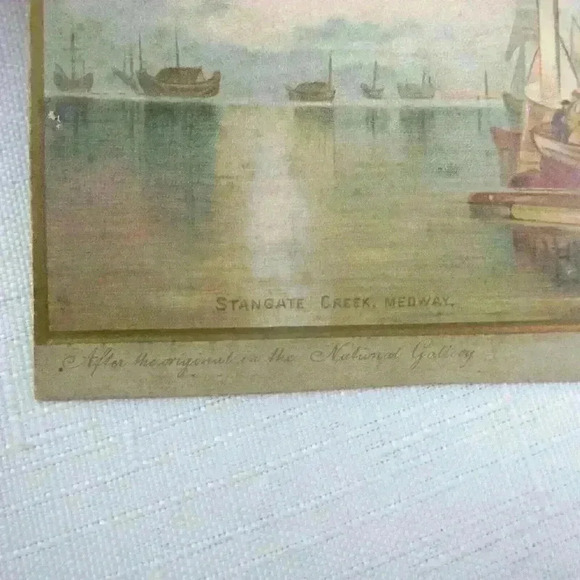 STANGATE CREEK, MEDWAY.
After the original in the National Gallery